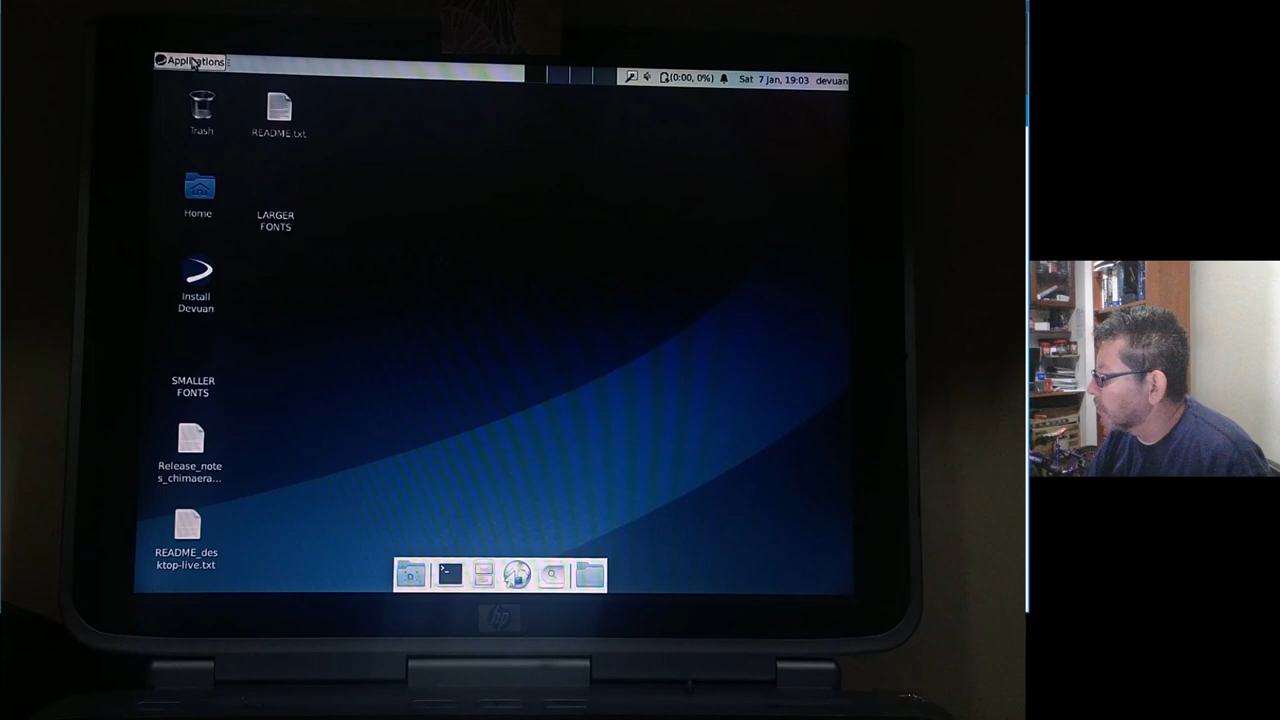 Applications
(0:00, 0%)
Sat 7 Jan, 19:03
devuan
Trash
README.txt
Home
LARGER
FONTS
Install
Devuan
SMALLER
FONTS
Release_note
s_chimaera...
README_des
ktop-live.txt
hp